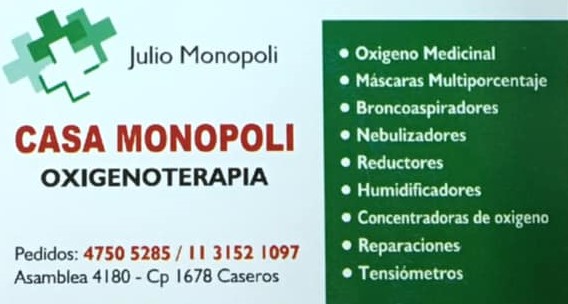 Julio Monopoli
CASA MONOPOLI
OXIGENOTERAPIA
Pedidos: 4750 5285 / 11 3152 1097
Asamblea 4180 - Cp 1678 Caseros
• Oxigeno Medicinal
• Máscaras Multiporcentaje
• Broncoaspiradores
• Nebulizadores
• Reductores
• Humidificadores
• Concentradoras de oxigeno
• Reparaciones
• Tensiómetros